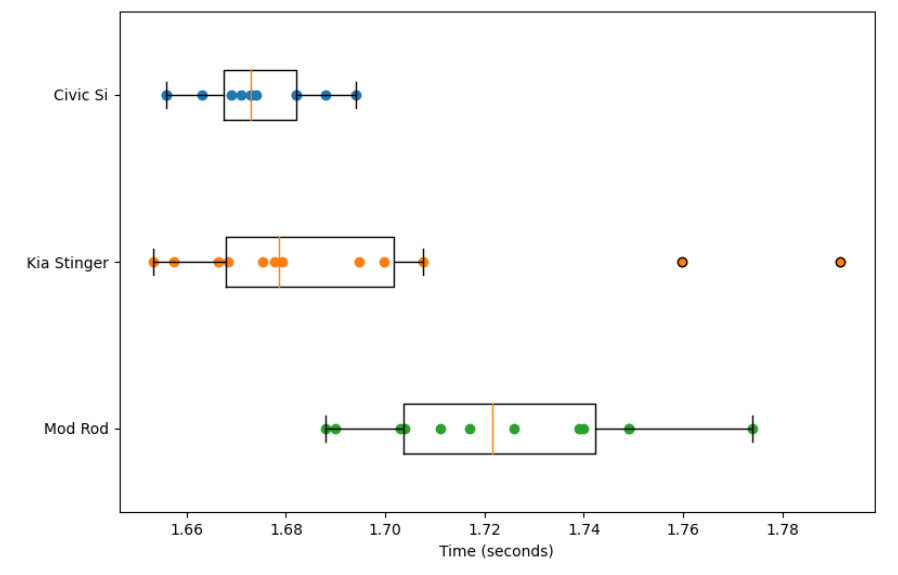 Civic Si
Kia Stinger
Mod Rod
1.66 1.68 1.70 1.72 1.74 1.76 1.78
Time (seconds)